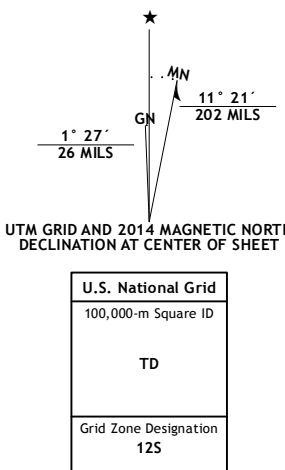 ★
MN
GN
11° 21´
202 MILS
1° 27´
26 MILS
UTM GRID AND 2014 MAGNETIC NORTH
DECLINATION AT CENTER OF SHEET
U.S. National Grid
100,000-m Square ID
TD
Grid Zone Designation
12S